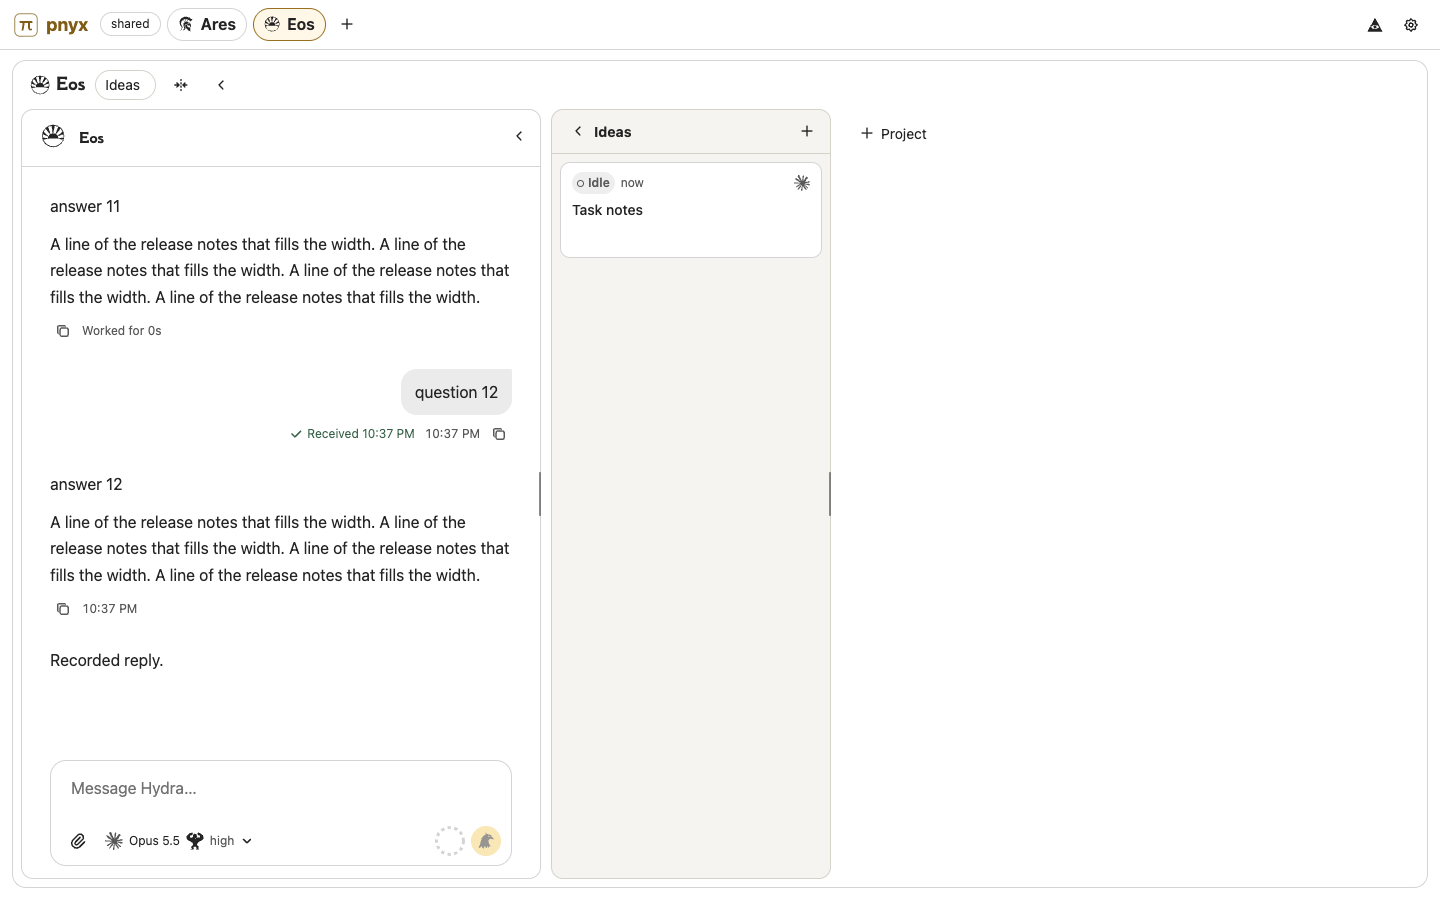 π pnyx shared Ares Eos +
Eos Ideas
Eos
answer 11
A line of the release notes that fills the width. A line of the
release notes that fills the width. A line of the release notes that
fills the width. A line of the release notes that fills the width.
Worked for 0s
question 12
Received 10:37 PM 10:37 PM
answer 12
A line of the release notes that fills the width. A line of the
release notes that fills the width. A line of the release notes that
fills the width. A line of the release notes that fills the width.
10:37 PM
Recorded reply.
Message Hydra...
Opus 5.5 high
Ideas +
Idle now
Task notes
+ Project